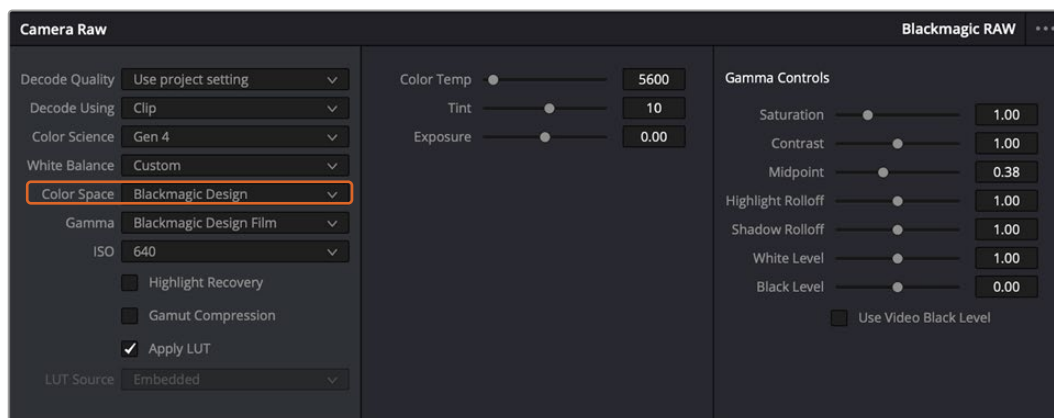 Camera Raw
Blackmagic RAW
Decode Quality Use project setting
Decode Using Clip
Color Science Gen 4
White Balance Custom
Color Space Blackmagic Design
Gamma Blackmagic Design Film
ISO 640
Highlight Recovery
Gamut Compression
Apply LUT
LUT Source Embedded
Color Temp 5600
Tint 10
Exposure 0.00
Gamma Controls
Saturation 1.00
Contrast 1.00
Midpoint 0.38
Highlight Rolloff 1.00
Shadow Rolloff 1.00
White Level 1.00
Black Level 0.00
Use Video Black Level